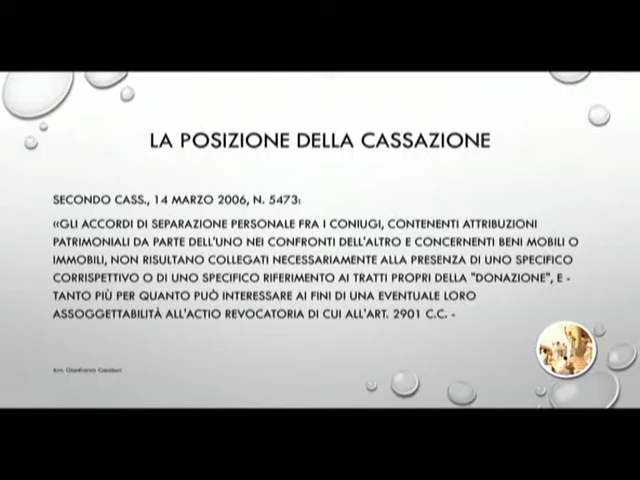 LA POSIZIONE DELLA CASSAZIONE
SECONDO CASS., 14 MARZO 2006, N. 5473:
«GLI ACCORDI DI SEPARAZIONE PERSONALE FRA I CONIUGI, CONTENENTI ATTRIBUZIONI
PATRIMONIALI DA PARTE DELL'UNO NEI CONFRONTI DELL'ALTRO E CONCERNENTI BENI MOBILI O
IMMOBILI, NON RISULTANO COLLEGATI NECESSARIAMENTE ALLA PRESENZA DI UNO SPECIFICO
CORRISPETTIVO O DI UNO SPECIFICO RIFERIMENTO AI TRATTI PROPRI DELLA "DONAZIONE", E -
TANTO PIÙ PER QUANTO PUÒ INTERESSARE AI FINI DI UNA EVENTUALE LORO
ASSOGGETTABILITÀ ALL'ACTIO REVOCATORIA DI CUI ALL'ART. 2901 C.C. -
Avv. Gianfranco